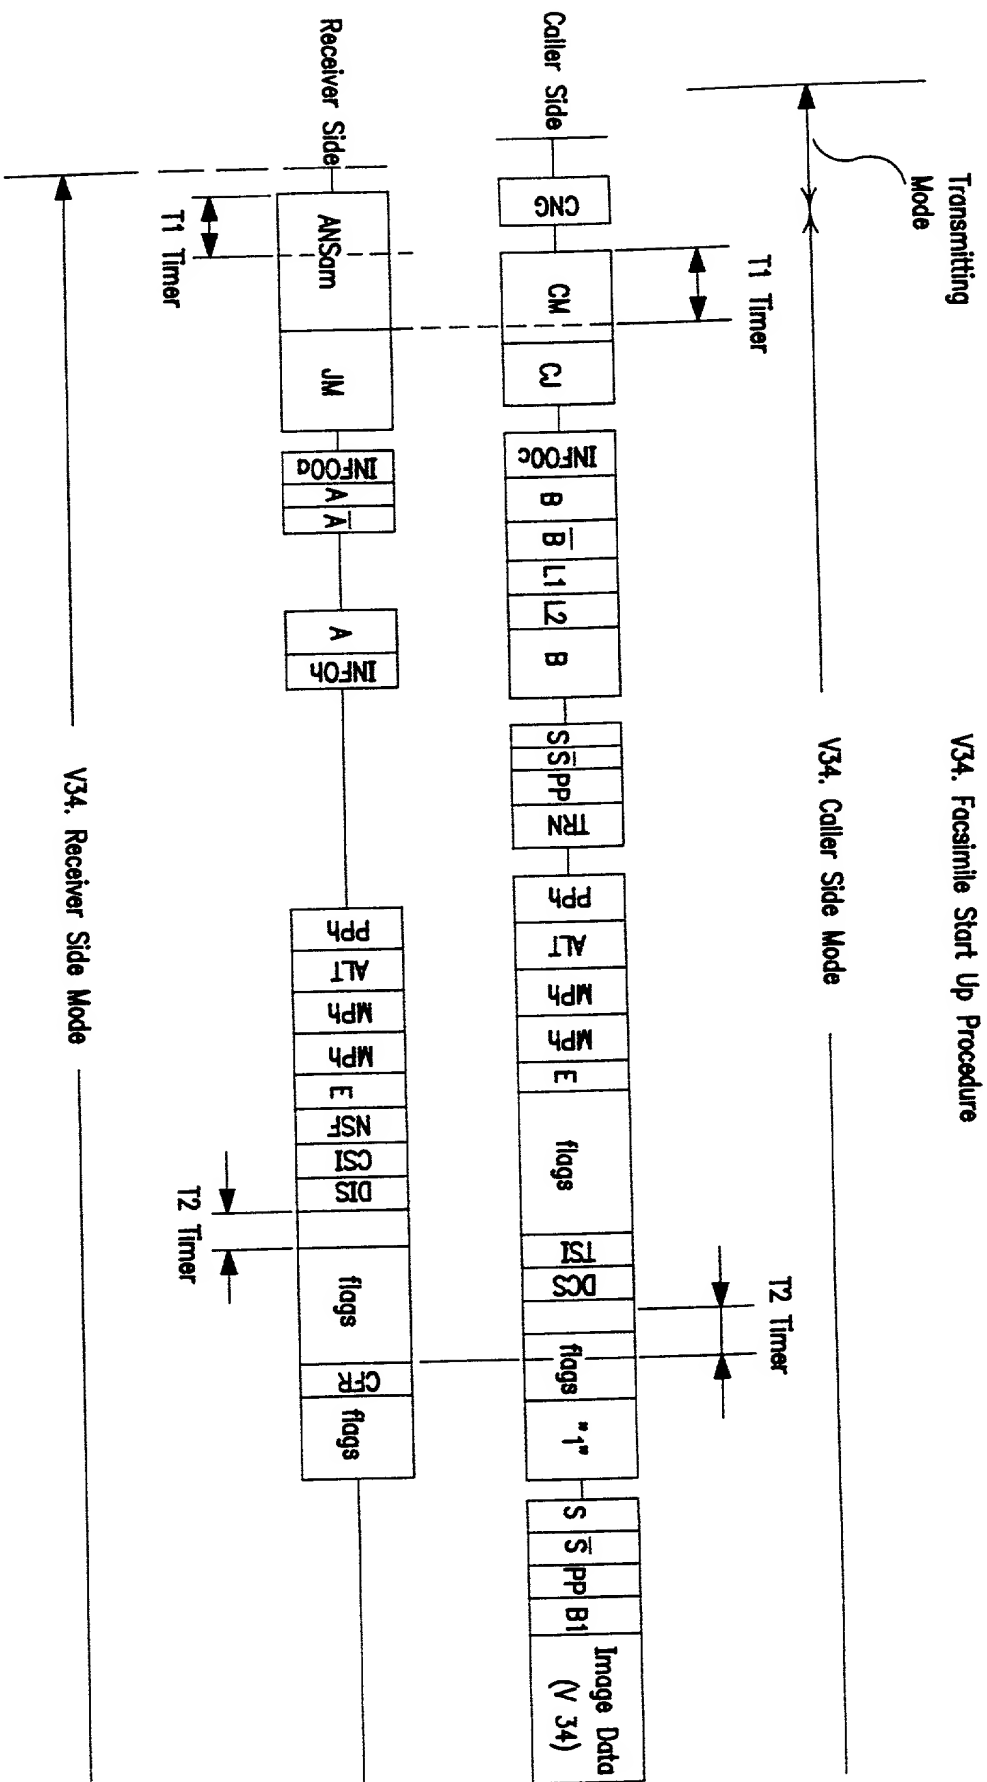 V34. Facsimile Start Up Procedure
Transmitting
Mode
V34. Caller Side Mode
T1 Timer
T2 Timer
Caller Side
CNG
CM
CJ
INFO0c
B
B̅
L1
L2
B
S
S̅
PP
TRN
PPh
ALT
MPh
MPh
E
flags
TSI
DCS
flags
"1"
S
S̅
PP
B1
Image Data
(V 34)
Receiver Side
ANSam
JM
INFO0a
A
A̅
A
INFOh
PPh
ALT
MPh
MPh
E
NSF
CSI
DIS
flags
CFR
flags
T1 Timer
T2 Timer
V34. Receiver Side Mode